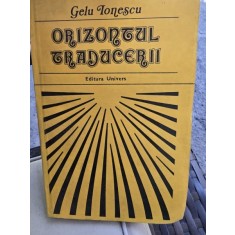 Gelu Ionescu
ORIZONTUL
TRADUCERII
Editura Univers